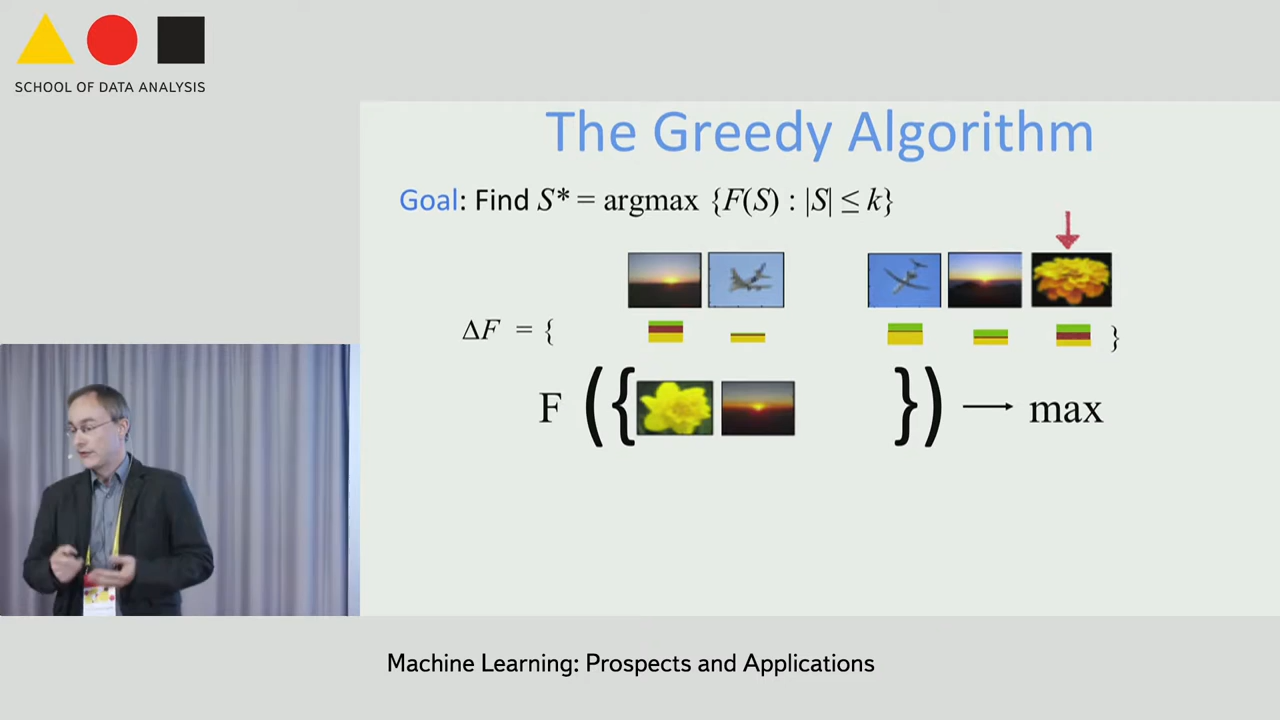 SCHOOL OF DATA ANALYSIS
The Greedy Algorithm
Goal: Find S* = argmax {F(S) : |S| ≤ k}
ΔF = { }
F ({ }) → max
Machine Learning: Prospects and Applications